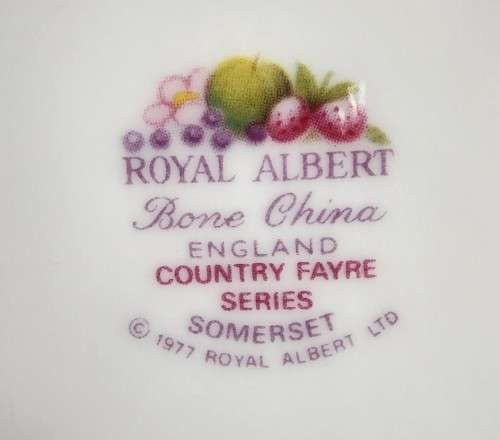 ROYAL ALBERT
Bone China
ENGLAND
COUNTRY FAYRE
SERIES
SOMERSET
© 1977 ROYAL ALBERT LTD